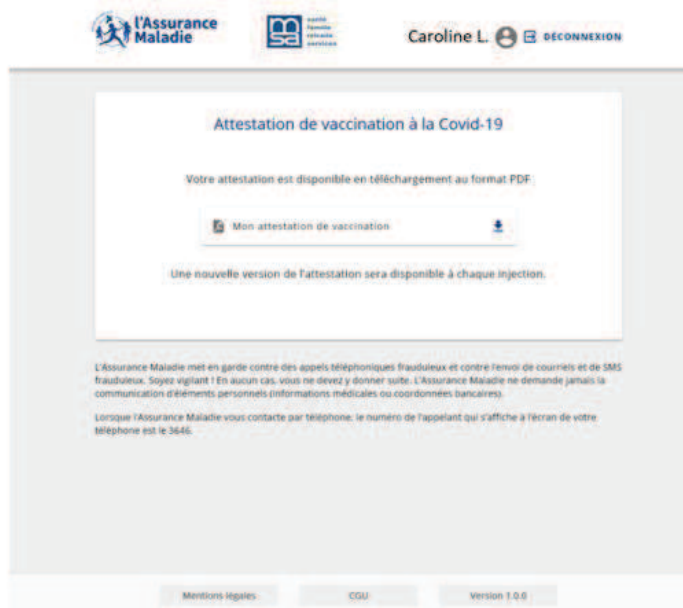 l'Assurance
Maladie
msa
santé
famille
retraite
services
Caroline L.
DÉCONNEXION
Attestation de vaccination à la Covid-19
Votre attestation est disponible en téléchargement au format PDF
Mon attestation de vaccination
Une nouvelle version de l'attestation sera disponible à chaque injection.
L'Assurance Maladie met en garde contre des appels téléphoniques frauduleux et contre l'envoi de courriels et de SMS
frauduleux. Soyez vigilant ! En aucun cas, vous ne devez y donner suite. L'Assurance Maladie ne demande jamais la
communication d'éléments personnels (informations médicales ou coordonnées bancaires).
Lorsque l'Assurance Maladie vous contacte par téléphone, le numéro de l'appelant qui s'affiche à l'écran de votre
téléphone est le 3646.
Mentions légales
CGU
Version 1.0.0